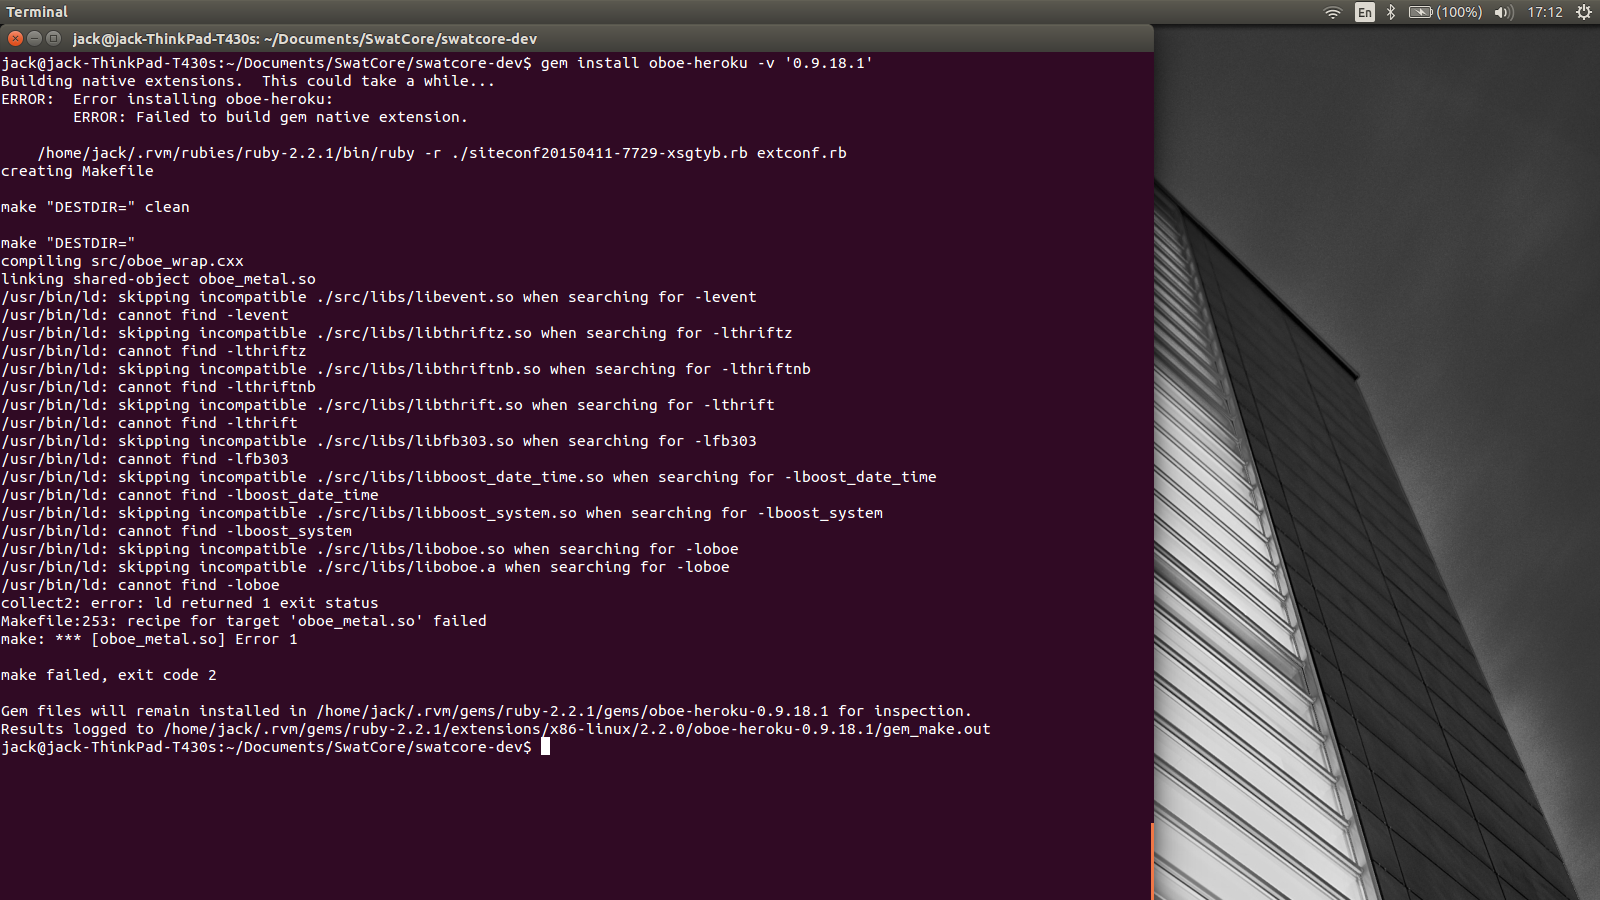 Terminal
En
(100%)
17:12
jack@jack-ThinkPad-T430s: ~/Documents/SwatCore/swatcore-dev
jack@jack-ThinkPad-T430s:~/Documents/SwatCore/swatcore-dev$ gem install oboe-heroku -v '0.9.18.1'
Building native extensions.  This could take a while...
ERROR:  Error installing oboe-heroku:
        ERROR: Failed to build gem native extension.
    /home/jack/.rvm/rubies/ruby-2.2.1/bin/ruby -r ./siteconf20150411-7729-xsgtyb.rb extconf.rb
creating Makefile
make "DESTDIR=" clean
make "DESTDIR="
compiling src/oboe_wrap.cxx
linking shared-object oboe_metal.so
/usr/bin/ld: skipping incompatible ./src/libs/libevent.so when searching for -levent
/usr/bin/ld: cannot find -levent
/usr/bin/ld: skipping incompatible ./src/libs/libthriftz.so when searching for -lthriftz
/usr/bin/ld: cannot find -lthriftz
/usr/bin/ld: skipping incompatible ./src/libs/libthriftnb.so when searching for -lthriftnb
/usr/bin/ld: cannot find -lthriftnb
/usr/bin/ld: skipping incompatible ./src/libs/libthrift.so when searching for -lthrift
/usr/bin/ld: cannot find -lthrift
/usr/bin/ld: skipping incompatible ./src/libs/libfb303.so when searching for -lfb303
/usr/bin/ld: cannot find -lfb303
/usr/bin/ld: skipping incompatible ./src/libs/libboost_date_time.so when searching for -lboost_date_time
/usr/bin/ld: cannot find -lboost_date_time
/usr/bin/ld: skipping incompatible ./src/libs/libboost_system.so when searching for -lboost_system
/usr/bin/ld: cannot find -lboost_system
/usr/bin/ld: skipping incompatible ./src/libs/liboboe.so when searching for -loboe
/usr/bin/ld: skipping incompatible ./src/libs/liboboe.a when searching for -loboe
/usr/bin/ld: cannot find -loboe
collect2: error: ld returned 1 exit status
Makefile:253: recipe for target 'oboe_metal.so' failed
make: *** [oboe_metal.so] Error 1
make failed, exit code 2
Gem files will remain installed in /home/jack/.rvm/gems/ruby-2.2.1/gems/oboe-heroku-0.9.18.1 for inspection.
Results logged to /home/jack/.rvm/gems/ruby-2.2.1/extensions/x86-linux/2.2.0/oboe-heroku-0.9.18.1/gem_make.out
jack@jack-ThinkPad-T430s:~/Documents/SwatCore/swatcore-dev$